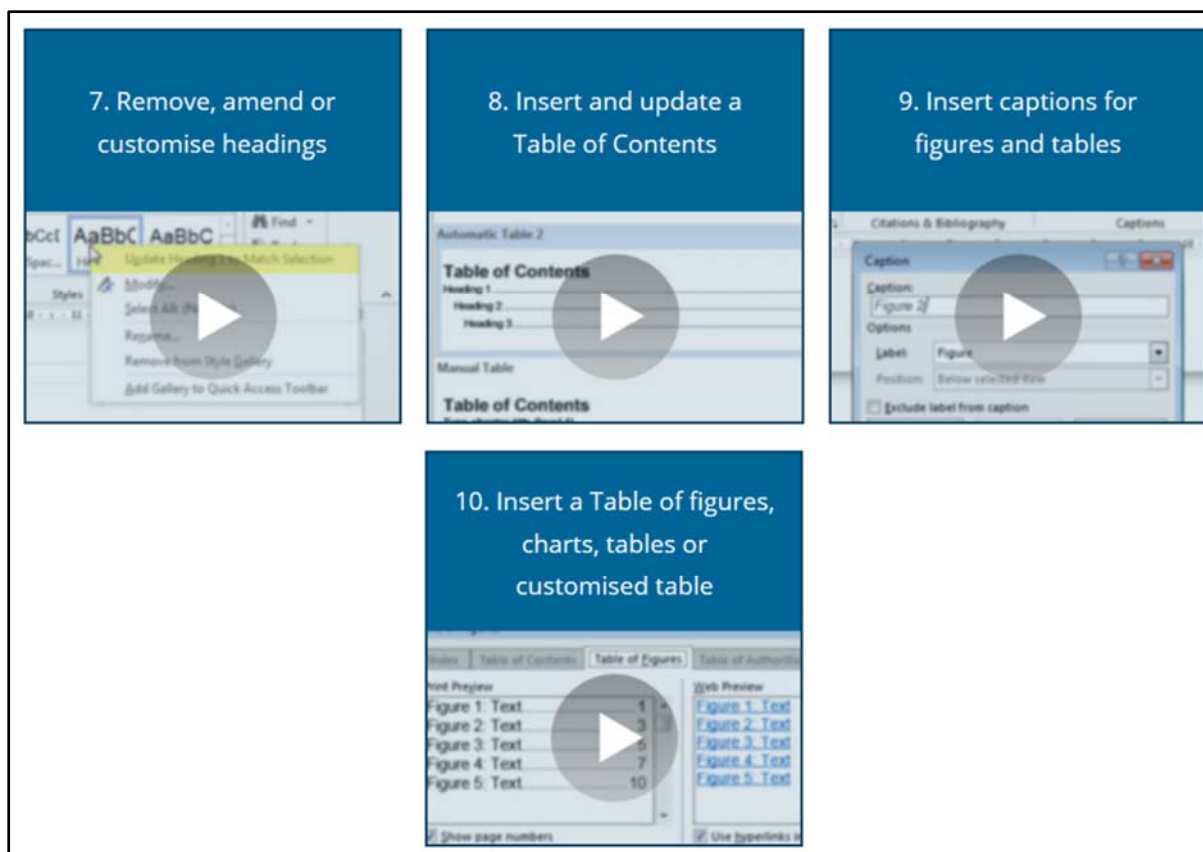 7. Remove, amend or
customise headings
bCcI AaBbC AaBbC
Find
Spac...
Update Heading 1 to Match Selection
Modify...
Styles
Select All
Rename...
Remove from Style Gallery
Add Gallery to Quick Access Toolbar
8. Insert and update a
Table of Contents
Automatic Table 2
Table of Contents
Heading 1
Heading 2
Heading 3
Manual Table
Table of Contents
9. Insert captions for
figures and tables
Citations & Bibliography Captions
Caption
Caption:
Figure 2
Options
Label: Figure
Position: Below selected item
Exclude label from caption
10. Insert a Table of figures,
charts, tables or
customised table
Index Table of Contents Table of Figures Table of Authorities
Print Preview
Figure 1: Text 1
Figure 2: Text 3
Figure 3: Text 5
Figure 4: Text 7
Figure 5: Text 10
Show page numbers
Web Preview
Figure 1: Text
Figure 2: Text
Figure 3: Text
Figure 4: Text
Figure 5: Text
Use hyperlinks